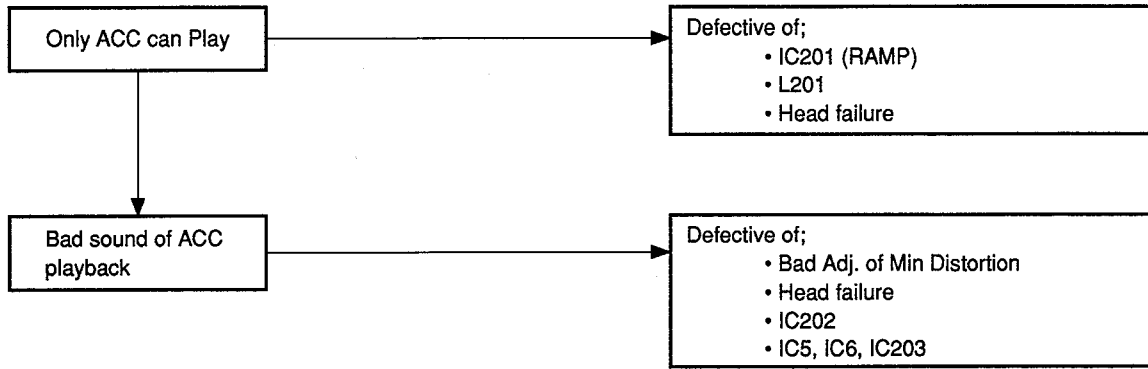 Only ACC can Play
Defective of;
• IC201 (RAMP)
• L201
• Head failure
Bad sound of ACC
playback
Defective of;
• Bad Adj. of Min Distortion
• Head failure
• IC202
• IC5, IC6, IC203